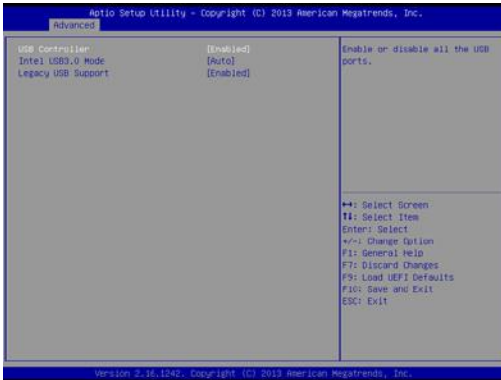 Aptio Setup Utility - Copyright (C) 2013 American Megatrends, Inc.
Advanced
USB Controller [Enabled]
Intel USB3.0 Mode [Auto]
Legacy USB Support [Enabled]
Enable or disable all the USB
ports.
↔: Select Screen
↑↓: Select Item
Enter: Select
+/-: Change Option
F1: General Help
F7: Discard Changes
F9: Load UEFI Defaults
F10: Save and Exit
ESC: Exit
Version 2.16.1242. Copyright (C) 2013 American Megatrends, Inc.